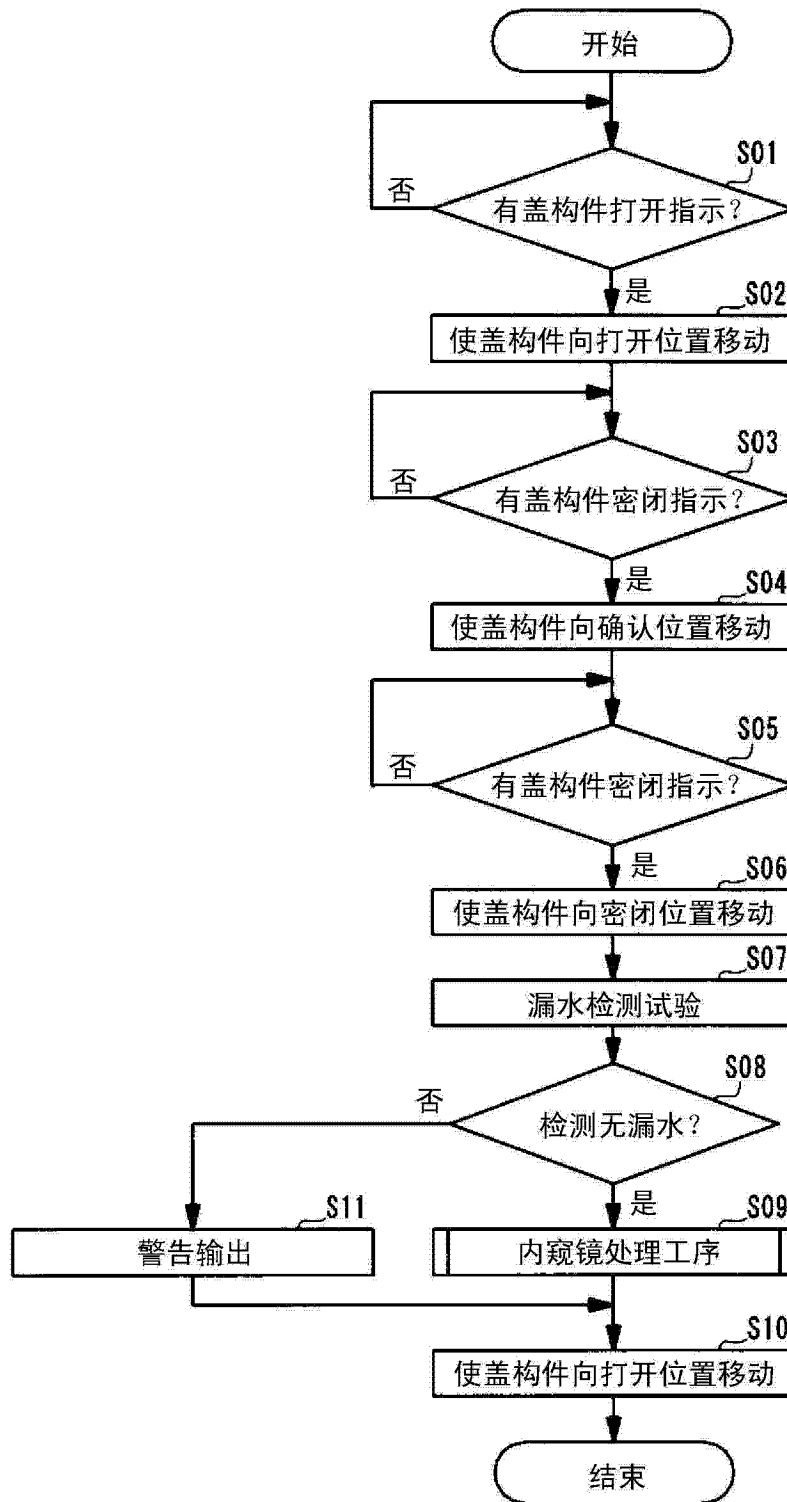 开始
S01
否
有盖构件打开指示?
是
S02
使盖构件向打开位置移动
S03
否
有盖构件密闭指示?
是
S04
使盖构件向确认位置移动
S05
否
有盖构件密闭指示?
是
S06
使盖构件向密闭位置移动
S07
漏水检测试验
S08
否
检测无漏水?
是
S11
S09
警告输出
内窥镜处理工序
S10
使盖构件向打开位置移动
结束